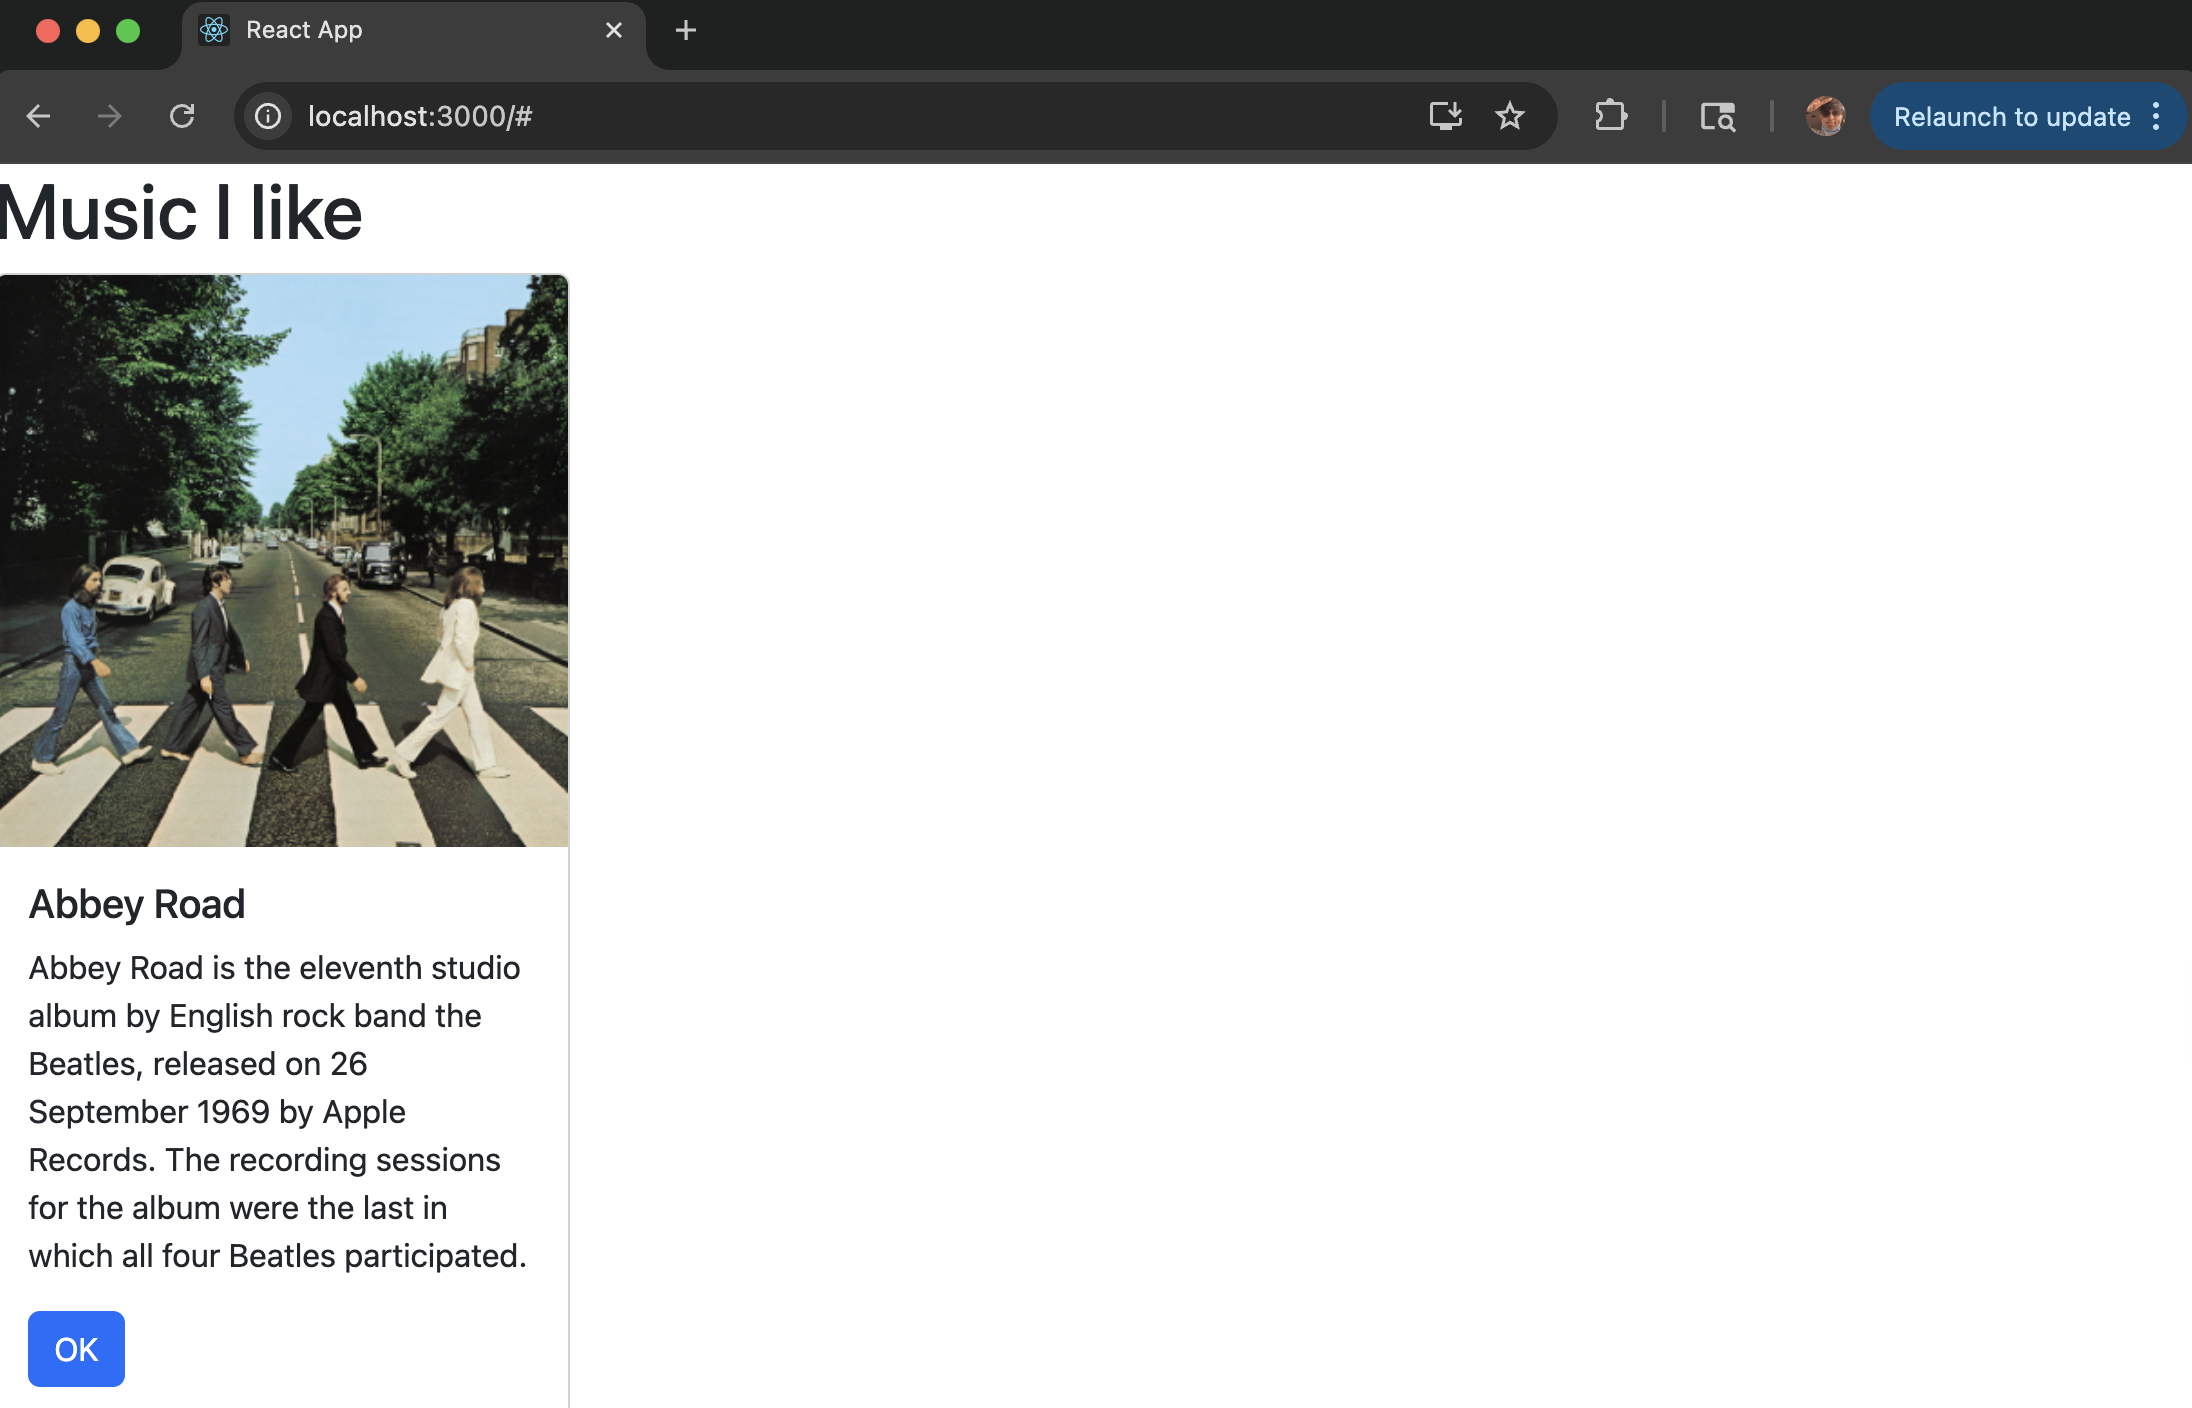 React App
localhost:3000/#
Relaunch to update
Music I like
Abbey Road
Abbey Road is the eleventh studio
album by English rock band the
Beatles, released on 26
September 1969 by Apple
Records. The recording sessions
for the album were the last in
which all four Beatles participated.
OK